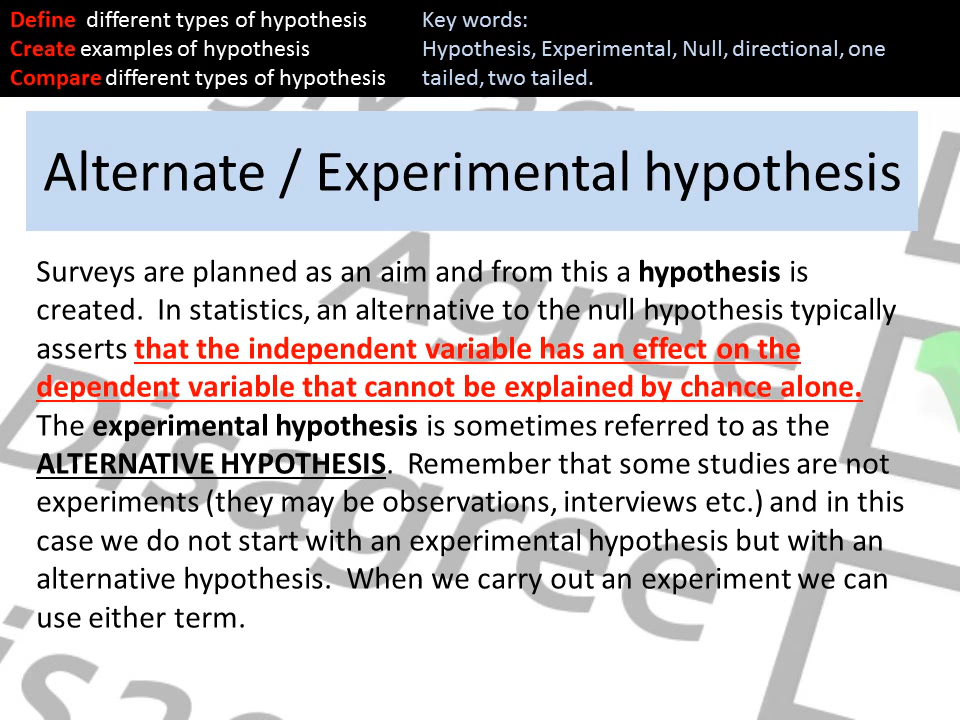 Define different types of hypothesis
Create examples of hypothesis
Compare different types of hypothesis
Key words:
Hypothesis, Experimental, Null, directional, one
tailed, two tailed.
Alternate / Experimental hypothesis
Surveys are planned as an aim and from this a hypothesis is
created. In statistics, an alternative to the null hypothesis typically
asserts that the independent variable has an effect on the
dependent variable that cannot be explained by chance alone.
The experimental hypothesis is sometimes referred to as the
ALTERNATIVE HYPOTHESIS. Remember that some studies are not
experiments (they may be observations, interviews etc.) and in this
case we do not start with an experimental hypothesis but with an
alternative hypothesis. When we carry out an experiment we can
use either term.
Agree
Disagree